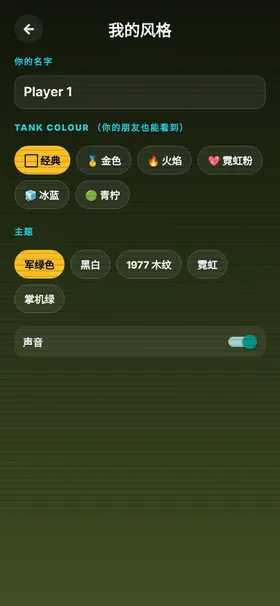 我的风格
你的名字
Player 1
TANK COLOUR （你的朋友也能看到）
经典 🥇 金色 🔥 火焰 💖 霓虹粉
🧊 冰蓝 🟢 青柠
主题
军绿色 黑白 1977 木纹 霓虹
掌机绿
声音